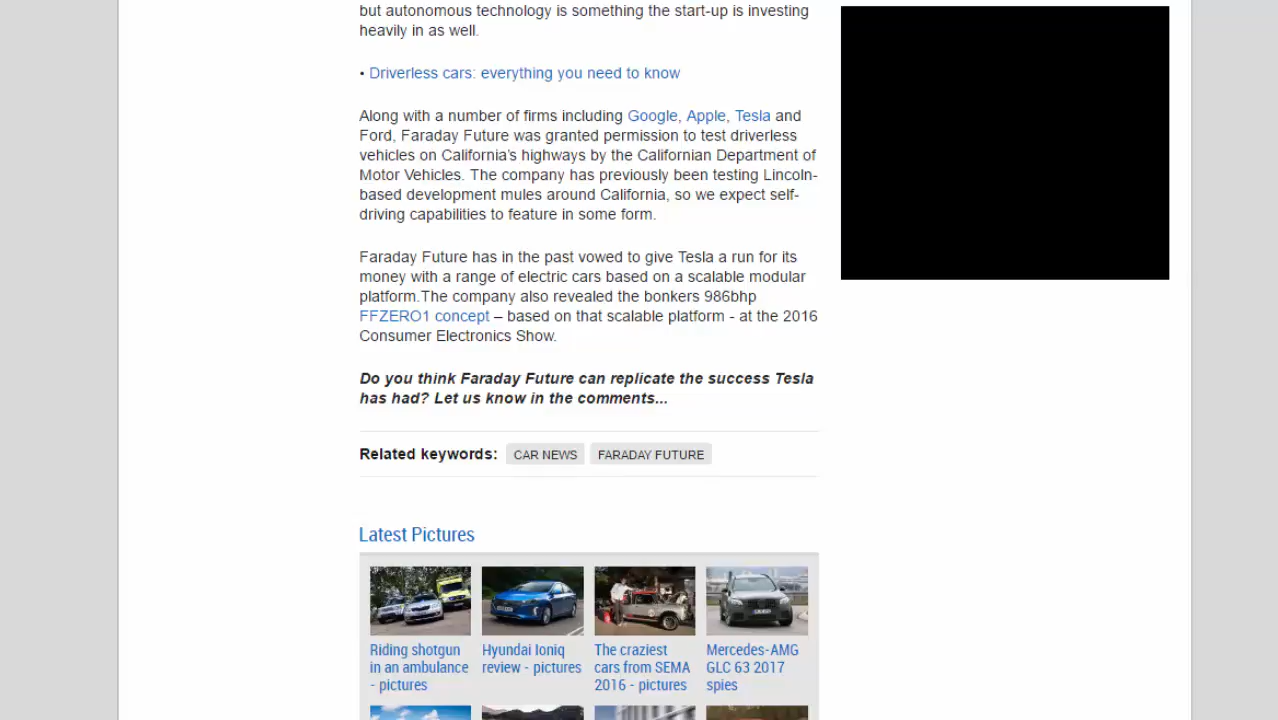 but autonomous technology is something the start-up is investing
heavily in as well.
• Driverless cars: everything you need to know
Along with a number of firms including Google, Apple, Tesla and
Ford, Faraday Future was granted permission to test driverless
vehicles on California's highways by the Californian Department of
Motor Vehicles. The company has previously been testing Lincoln-
based development mules around California, so we expect self-
driving capabilities to feature in some form.
Faraday Future has in the past vowed to give Tesla a run for its
money with a range of electric cars based on a scalable modular
platform.The company also revealed the bonkers 986bhp
FFZERO1 concept – based on that scalable platform - at the 2016
Consumer Electronics Show.
Do you think Faraday Future can replicate the success Tesla
has had? Let us know in the comments...
Related keywords: CAR NEWS FARADAY FUTURE
Latest Pictures
Riding shotgun
in an ambulance
- pictures
Hyundai Ioniq
review - pictures
The craziest
cars from SEMA
2016 - pictures
Mercedes-AMG
GLC 63 2017
spies